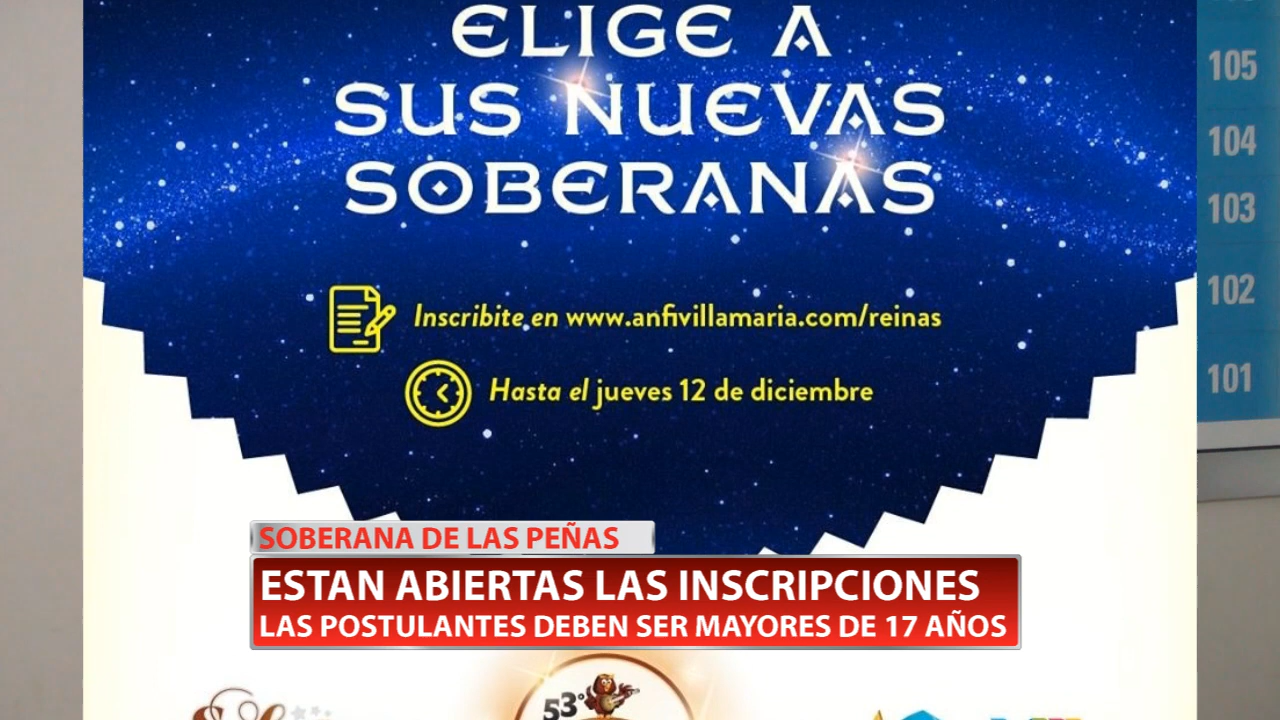 ELIGE A
SUS NUEVAS
SOBERANAS
Inscribite en www.anfivillamaria.com/reinas
Hasta el jueves 12 de diciembre
SOBERANA DE LAS PEÑAS
ESTAN ABIERTAS LAS INSCRIPCIONES
LAS POSTULANTES DEBEN SER MAYORES DE 17 AÑOS
53°
105
104
103
102
101